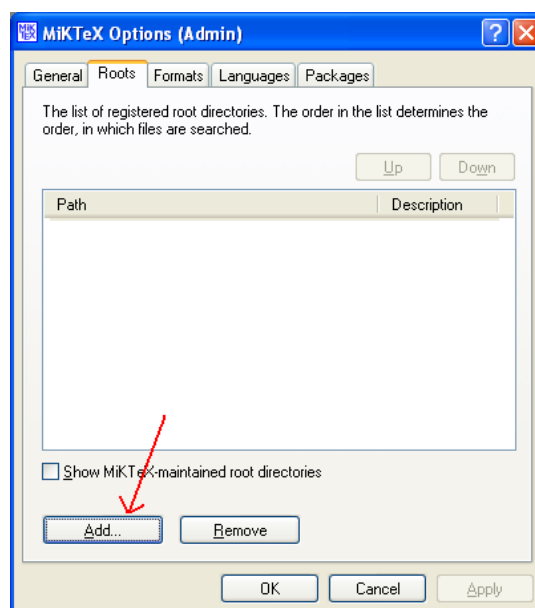 MiKTeX Options (Admin)
General Roots Formats Languages Packages
The list of registered root directories. The order in the list determines the
order, in which files are searched.
Up Down
Path Description
Show MiKTeX-maintained root directories
Add... Remove
OK Cancel Apply